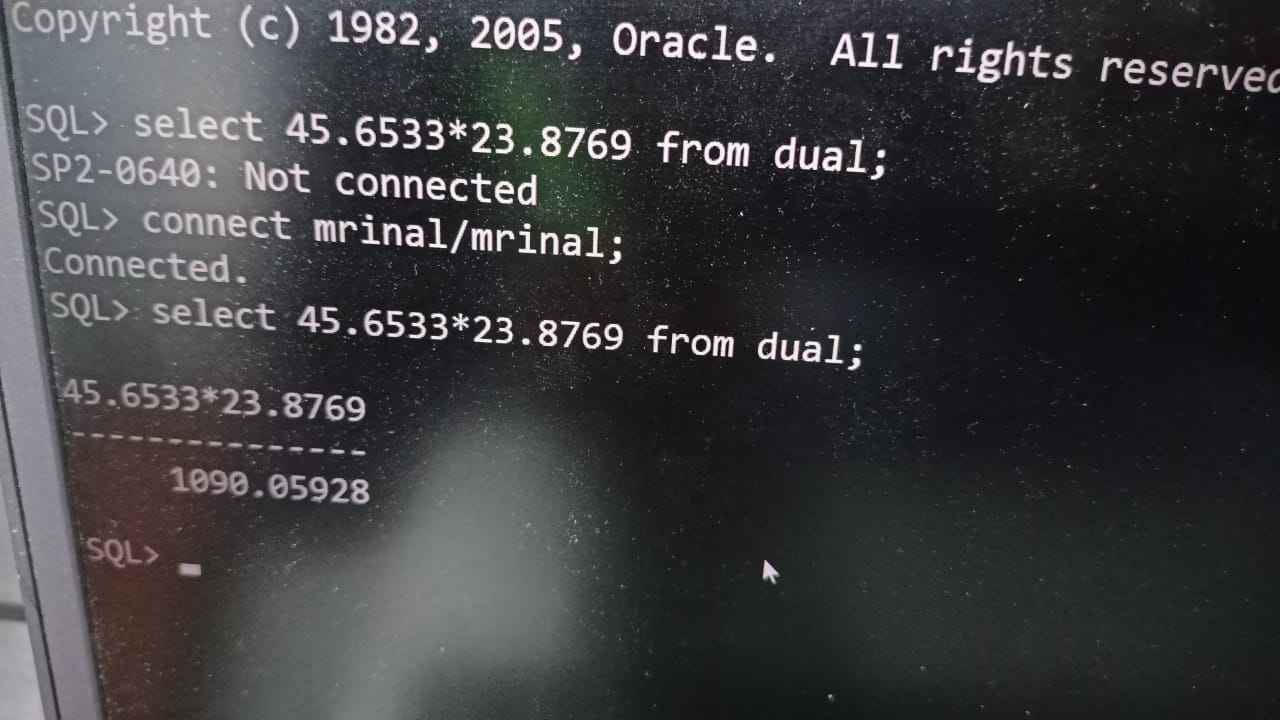 Copyright (c) 1982, 2005, Oracle.  All rights reserved
SQL> select 45.6533*23.8769 from dual;
SP2-0640: Not connected
SQL> connect mrinal/mrinal;
Connected.
SQL> select 45.6533*23.8769 from dual;
45.6533*23.8769
---------------
1090.05928
SQL>